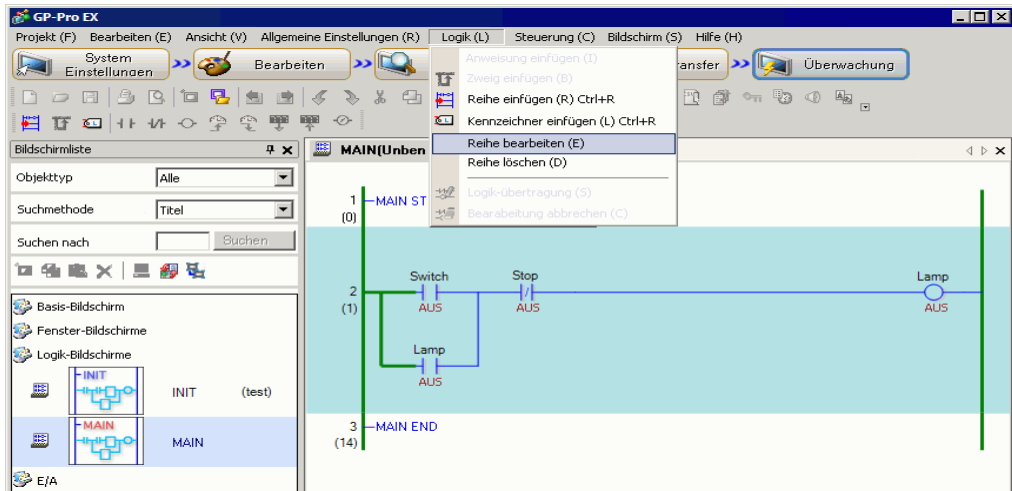 GP-Pro EX
Projekt (F) Bearbeiten (E) Ansicht (V) Allgemeine Einstellungen (R) Logik (L) Steuerung (C) Bildschirm (S) Hilfe (H)
System Einstellungen
Bearbeiten
ansfer
Überwachung
Anweisung einfügen (I)
Zweig einfügen (B)
Reihe einfügen (R) Ctrl+R
Kennzeichner einfügen (L) Ctrl+R
Reihe bearbeiten (E)
Reihe löschen (D)
Logik-übertragung (S)
Bearabeitung abbrechen (C)
Bildschirmliste
Objekttyp Alle
Suchmethode Titel
Suchen nach Buchen
Basis-Bildschirm
Fenster-Bildschirme
Logik-Bildschirme
INIT INIT (test)
MAIN MAIN
E/A
MAIN(Unben
1 MAIN ST
(0)
Switch Stop Lamp
2
(1) AUS AUS AUS
Lamp
AUS
3 MAIN END
(14)